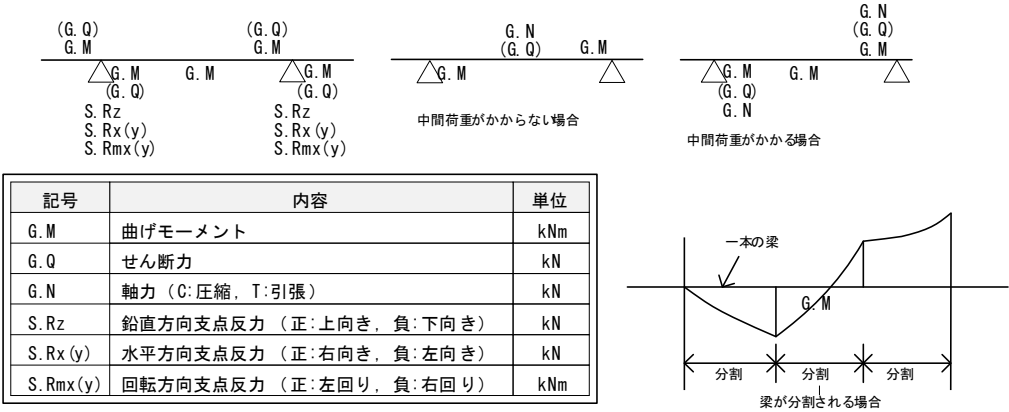 (G.Q) (G.Q)
G.M G.M
G.M G.M G.M
(G.Q) (G.Q)
S.Rz S.Rz
S.Rx(y) S.Rx(y)
S.Rmx(y) S.Rmx(y)
G.N
(G.Q) G.M
G.M
中間荷重がかからない場合
G.N
(G.Q)
G.M
G.M G.M
(G.Q)
G.N
中間荷重がかかる場合
記号 内容 単位
G.M 曲げモーメント kNm
G.Q せん断力 kN
G.N 軸力（C:圧縮, T:引張） kN
S.Rz 鉛直方向支点反力（正:上向き, 負:下向き） kN
S.Rx(y) 水平方向支点反力（正:右向き, 負:左向き） kN
S.Rmx(y) 回転方向支点反力（正:左回り, 負:右回り） kNm
一本の梁
G.M
分割 分割 分割
梁が分割される場合